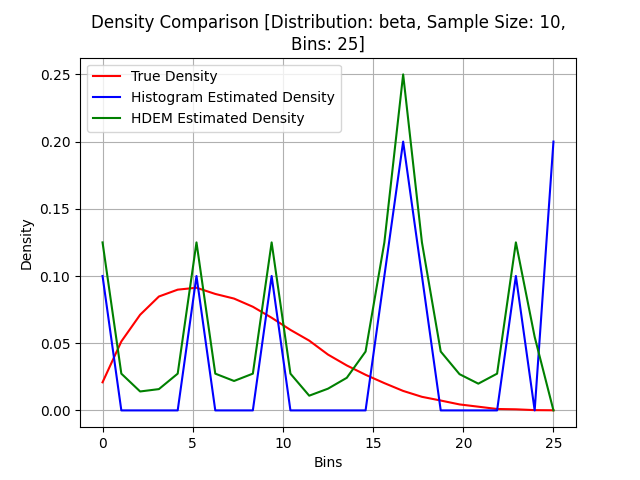 Density Comparison [Distribution: beta, Sample Size: 10,
Bins: 25]
True Density
Histogram Estimated Density
HDEM Estimated Density
Density
0.25
0.20
0.15
0.10
0.05
0.00
0 5 10 15 20 25
Bins